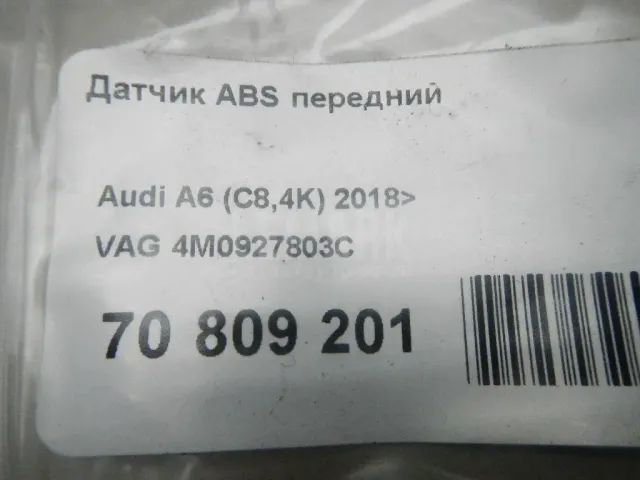 Датчик ABS передний
Audi A6 (C8,4K) 2018>
VAG 4M0927803C
70 809 201